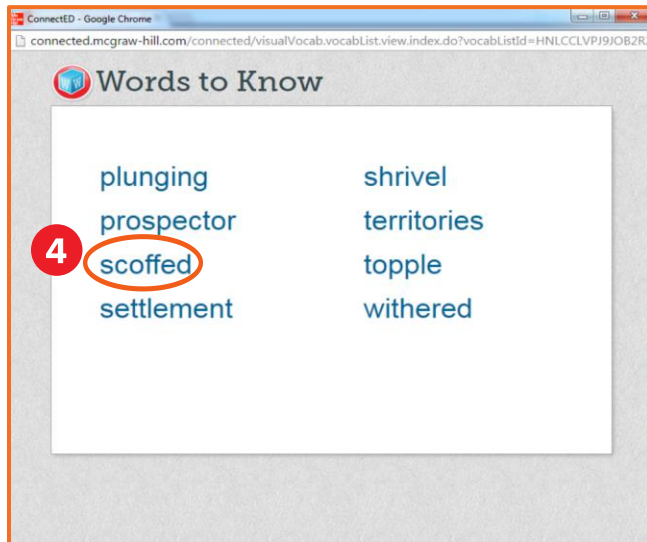 ConnectED - Google Chrome
connected.mcgraw-hill.com/connected/visualVocab.vocabList.view.index.do?vocabListId=HNLCCLVPJ9JOB2R
Words to Know
plunging
shrivel
prospector
territories
4
scoffed
topple
settlement
withered